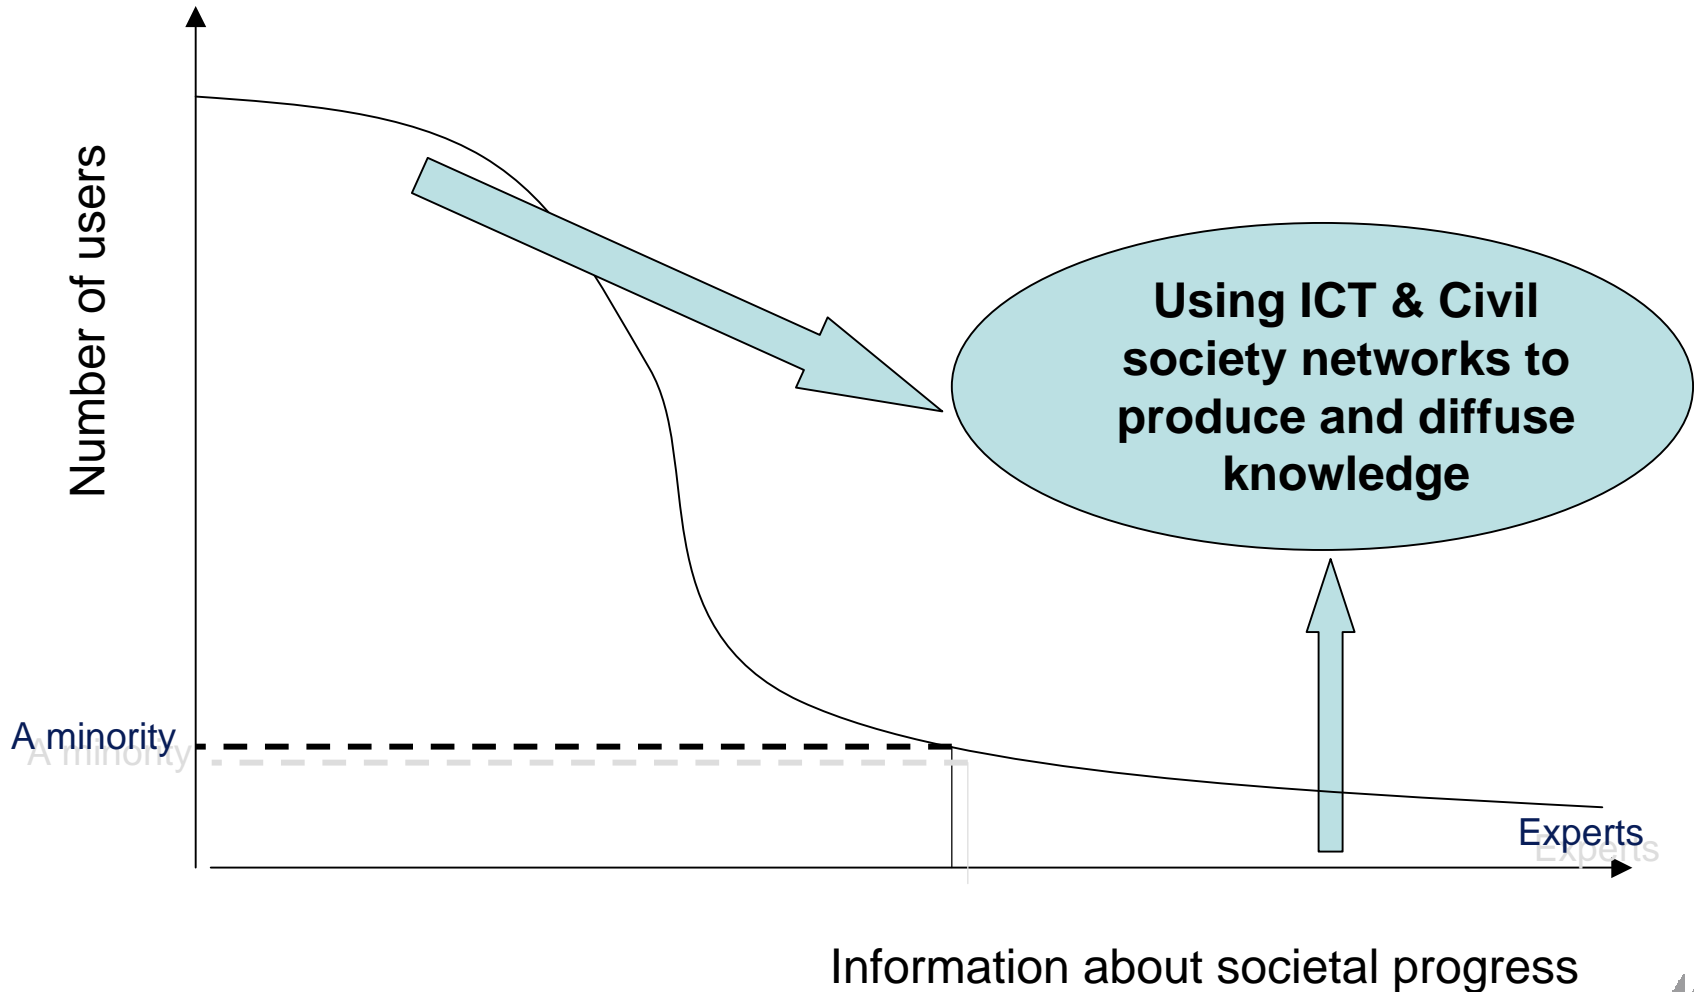 Number of users
Using ICT & Civil
society networks to
produce and diffuse
knowledge
A minority
Experts
Information about societal progress